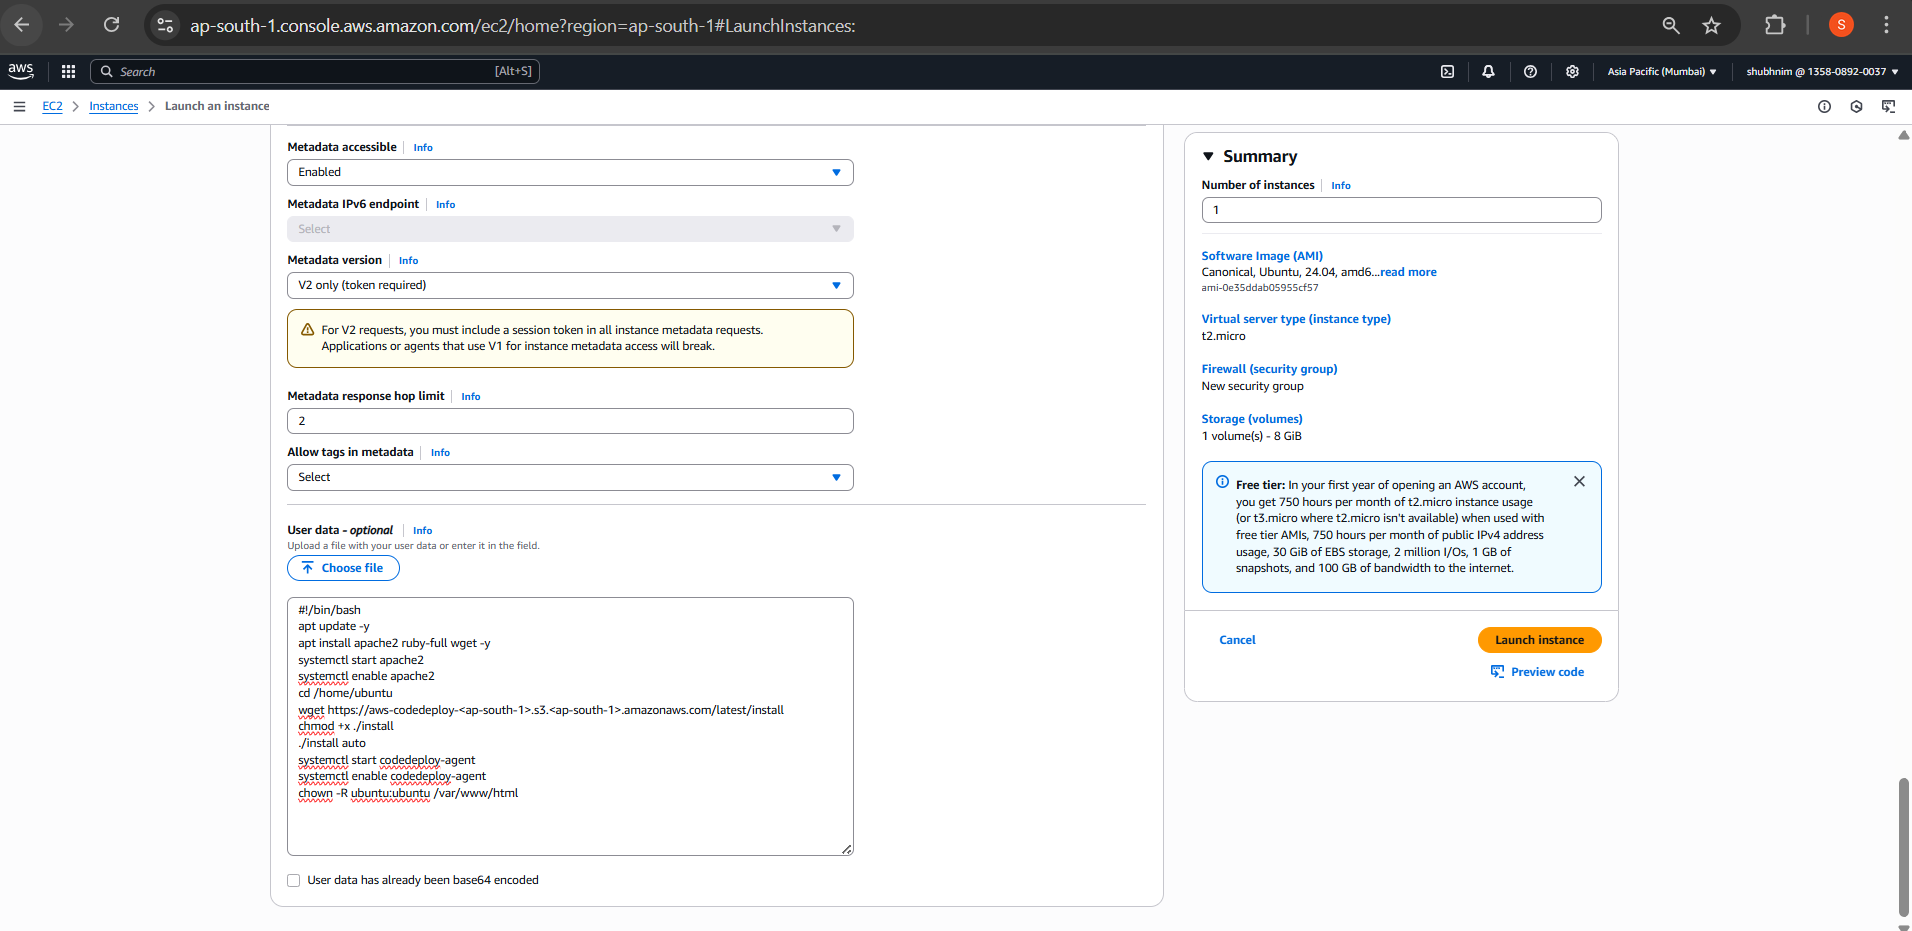 ap-south-1.console.aws.amazon.com/ec2/home?region=ap-south-1#LaunchInstances:
S
aws
Search
[Alt+S]
Asia Pacific (Mumbai)
shubhnim @ 1358-0892-0037
EC2
Instances
Launch an instance
Metadata accessible
Info
Enabled
Metadata IPv6 endpoint
Info
Select
Metadata version
Info
V2 only (token required)
For V2 requests, you must include a session token in all instance metadata requests.
Applications or agents that use V1 for instance metadata access will break.
Metadata response hop limit
Info
2
Allow tags in metadata
Info
Select
User data - optional
Info
Upload a file with your user data or enter it in the field.
Choose file
#!/bin/bash
apt update -y
apt install apache2 ruby-full wget -y
systemctl start apache2
systemctl enable apache2
cd /home/ubuntu
wget https://aws-codedeploy-<ap-south-1>.s3.<ap-south-1>.amazonaws.com/latest/install
chmod +x ./install
./install auto
systemctl start codedeploy-agent
systemctl enable codedeploy-agent
chown -R ubuntu:ubuntu /var/www/html
User data has already been base64 encoded
Summary
Number of instances
Info
1
Software Image (AMI)
Canonical, Ubuntu, 24.04, amd6...read more
ami-0e35ddab05955cf57
Virtual server type (instance type)
t2.micro
Firewall (security group)
New security group
Storage (volumes)
1 volume(s) - 8 GiB
Free tier: In your first year of opening an AWS account,
you get 750 hours per month of t2.micro instance usage
(or t3.micro where t2.micro isn't available) when used with
free tier AMIs, 750 hours per month of public IPv4 address
usage, 30 GiB of EBS storage, 2 million I/Os, 1 GB of
snapshots, and 100 GB of bandwidth to the internet.
Cancel
Launch instance
Preview code